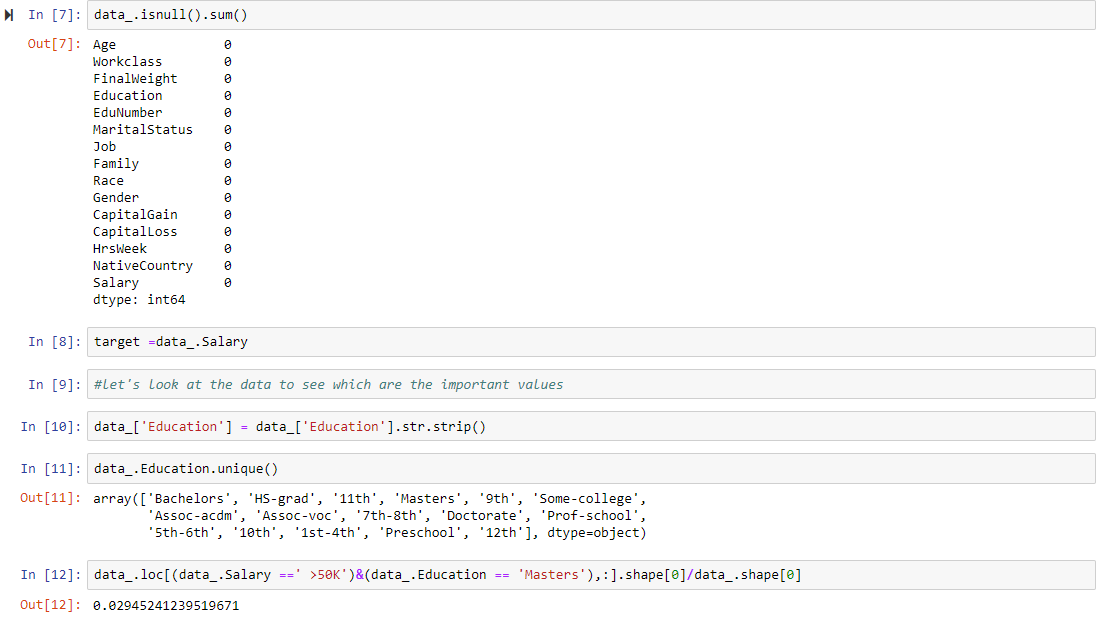 In [7]: data_.isnull().sum()
Out[7]: Age 0
Workclass 0
FinalWeight 0
Education 0
EduNumber 0
MaritalStatus 0
Job 0
Family 0
Race 0
Gender 0
CapitalGain 0
CapitalLoss 0
HrsWeek 0
NativeCountry 0
Salary 0
dtype: int64
In [8]: target =data_.Salary
In [9]: #let's look at the data to see which are the important values
In [10]: data_['Education'] = data_['Education'].str.strip()
In [11]: data_.Education.unique()
Out[11]: array(['Bachelors', 'HS-grad', '11th', 'Masters', '9th', 'Some-college',
'Assoc-acdm', 'Assoc-voc', '7th-8th', 'Doctorate', 'Prof-school',
'5th-6th', '10th', '1st-4th', 'Preschool', '12th'], dtype=object)
In [12]: data_.loc[(data_.Salary ==' >50K')&(data_.Education == 'Masters'),:].shape[0]/data_.shape[0]
Out[12]: 0.02945241239519671